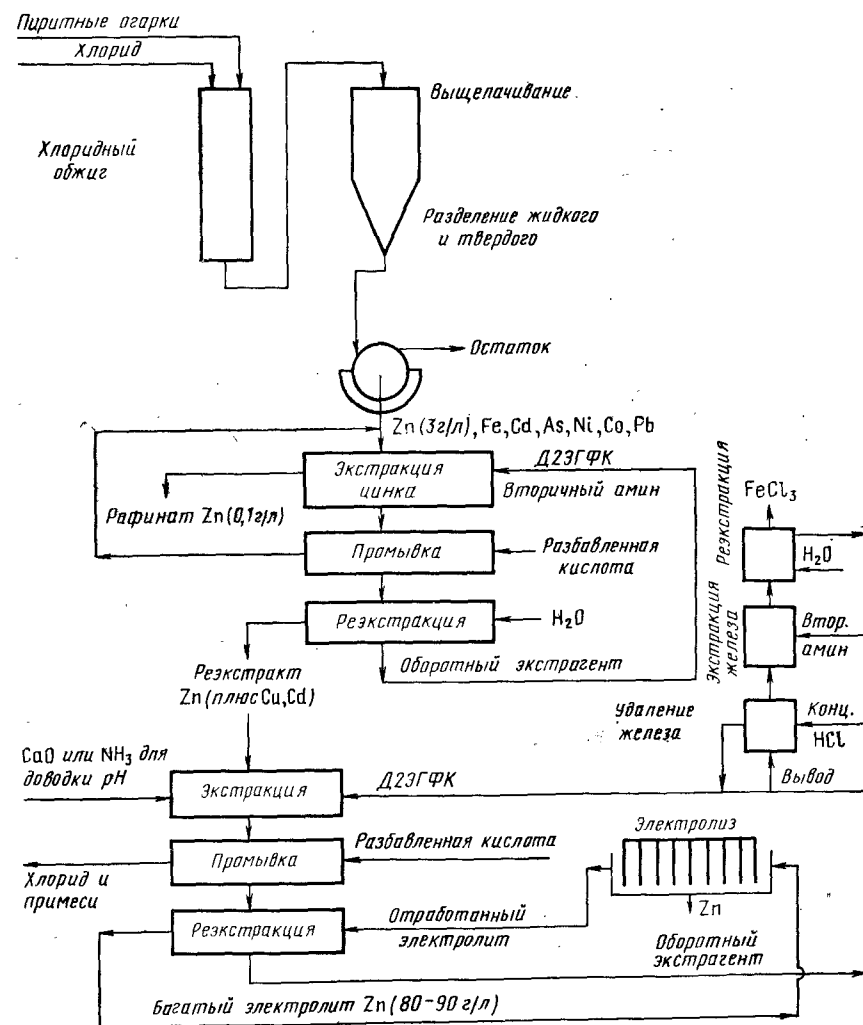 Пиритные огарки
Хлорид
Выщелачивание
Хлоридный
обжиг
Разделение жидкого
и твердого
Остаток
Zn(3г/л), Fe, Cd, As, Ni, Co, Pb
Экстракция
цинка
Д2ЭГФК
Вторичный амин
Рафинат Zn(0,1г/л)
Промывка
Разбавленная
кислота
Реэкстракция
H₂O
Оборотный экстрагент
Реэкстракт
Zn(плюс Cu, Cd)
Реэкстракция
FeCl₃
H₂O
Экстракция
железа
Втор.
амин
Удаление
железа
Конц.
HCl
Вывод
CaO или NH₃ для
доводки pH
Экстракция
Д2ЭГФК
Промывка
Разбавленная кислота
Хлорид и
примеси
Электролиз
Zn
Реэкстракция
Отработанный
электролит
Оборотный
экстрагент
Багатый электролит Zn(80-90 г/л)